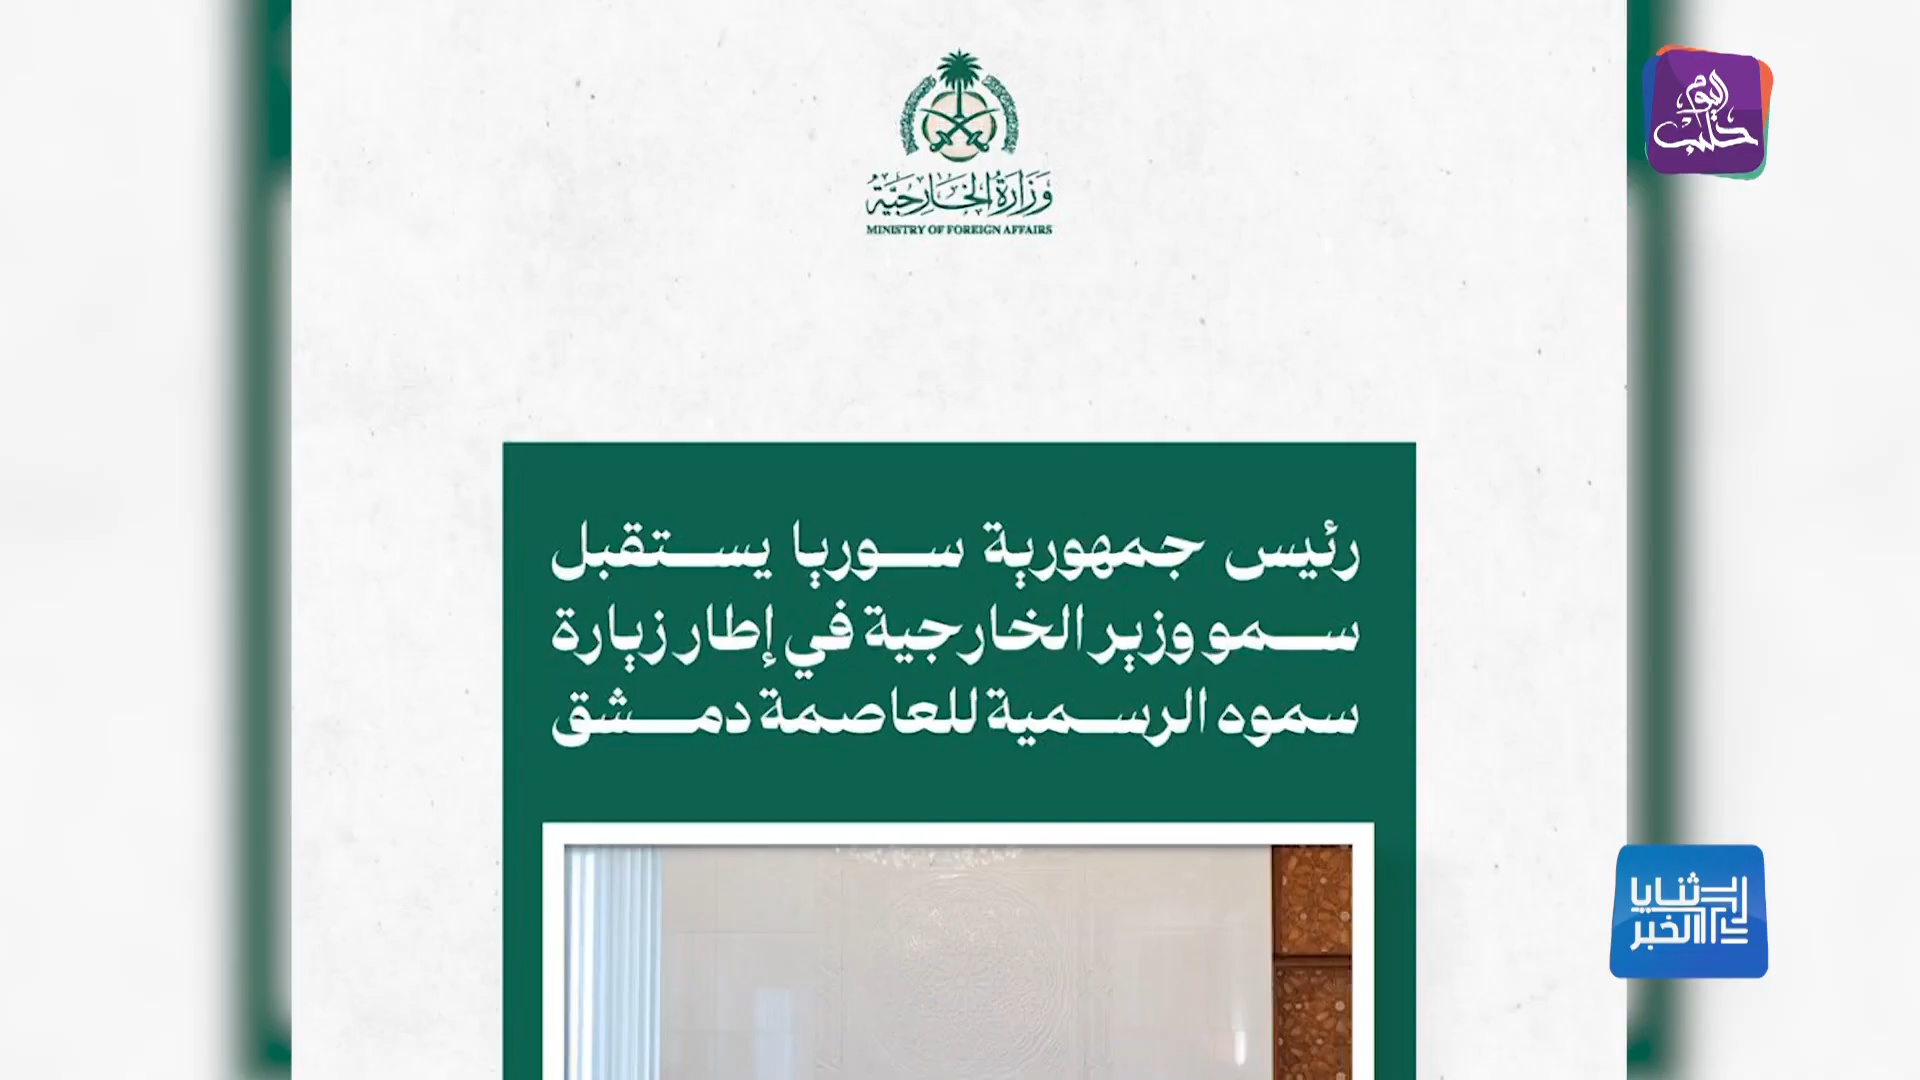 وزارة الخارجية
MINISTRY OF FOREIGN AFFAIRS
حلب اليوم
رئيس جمهورية سوريا يستقبل
سمو وزير الخارجية في إطار زيارة
سموه الرسمية للعاصمة دمشق
ثنايا
الخبر